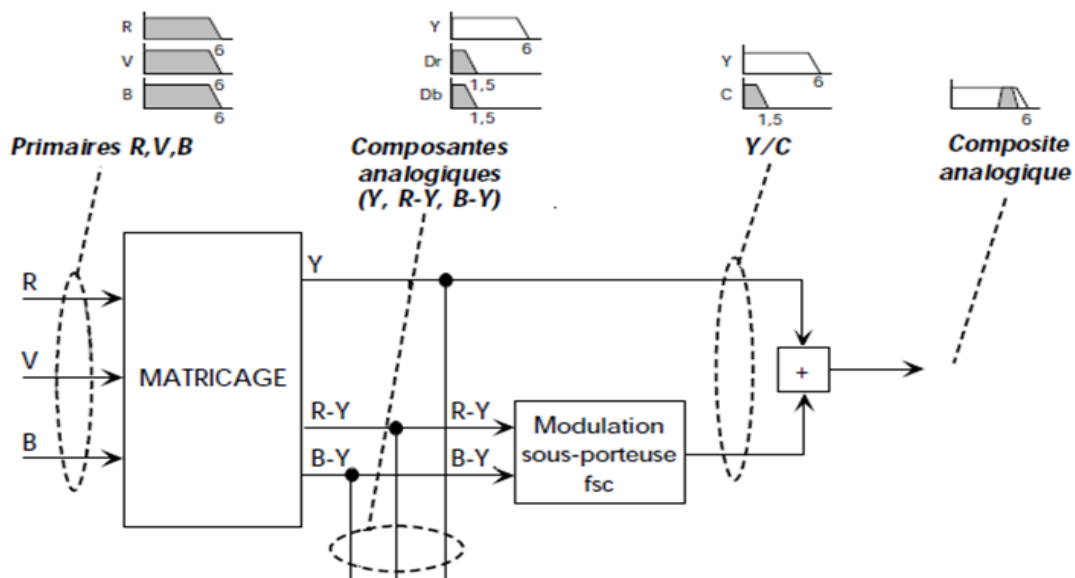 R
6
V
6
B
6
Primaires R,V,B
Y
6
Dr
1,5
Db
1,5
Composantes
analogiques
(Y, R-Y, B-Y)
Y
6
C
1,5
Y/C
6
Composite
analogique
R
V
B
MATRICAGE
Y
R-Y
B-Y
R-Y
B-Y
Modulation
sous-porteuse
fsc
+